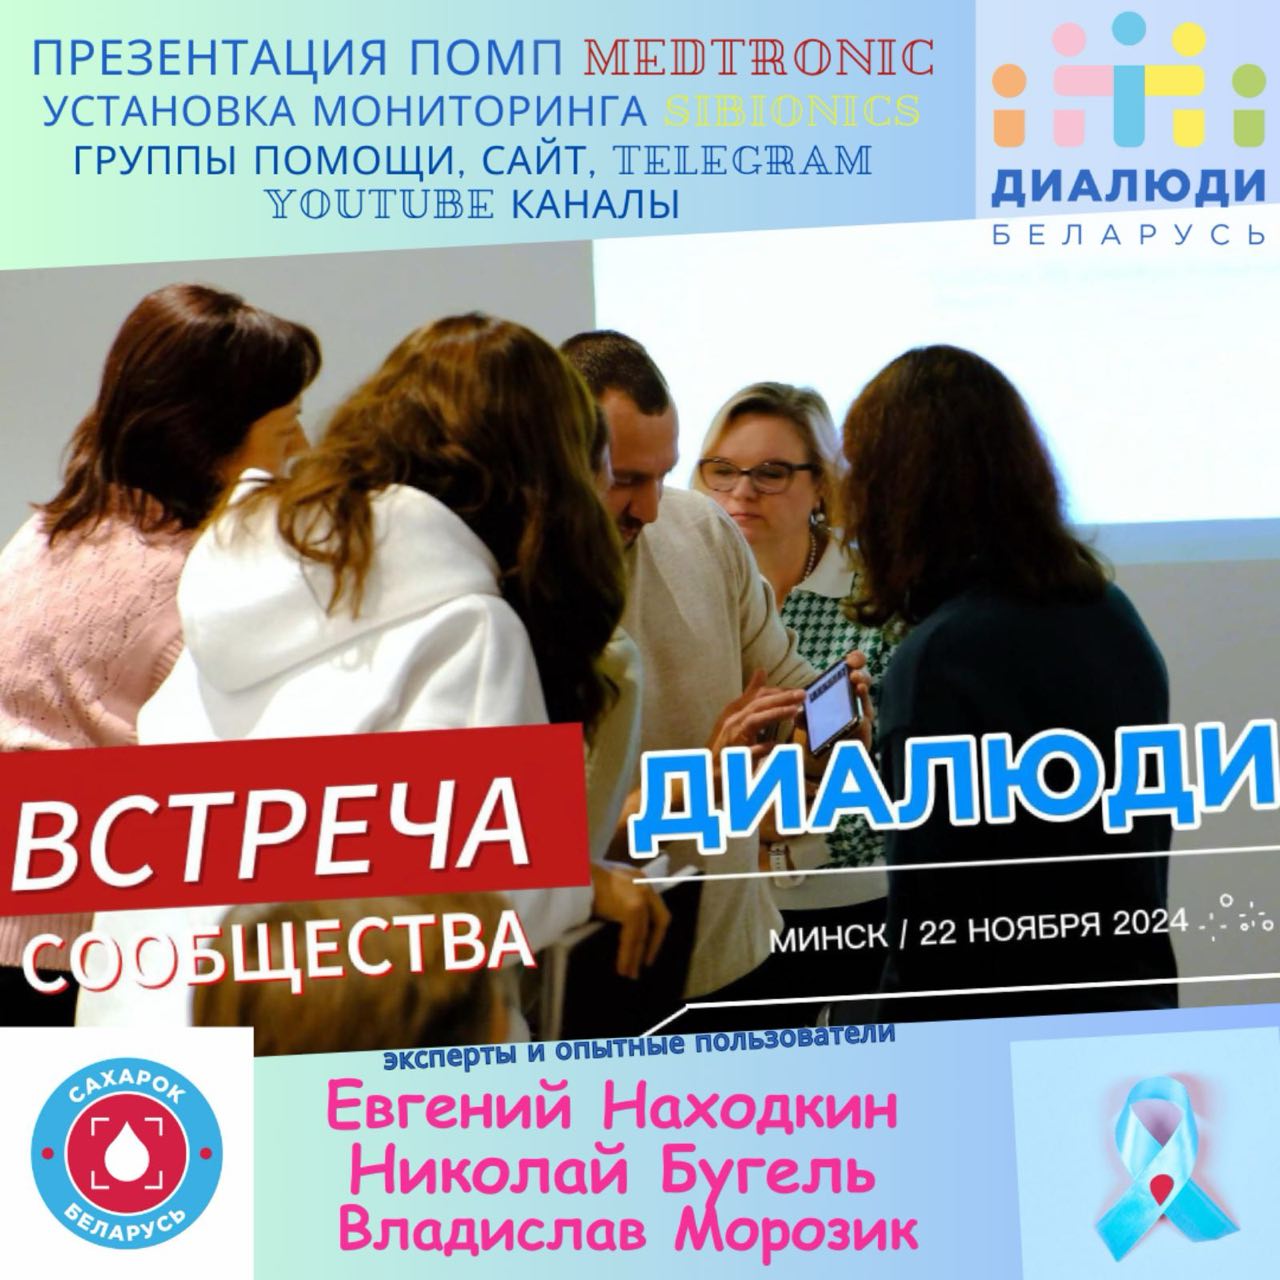 ПРЕЗЕНТАЦИЯ ПОМП MEDTRONIC
УСТАНОВКА МОНИТОРИНГА SIBIONICS
ГРУППЫ ПОМОЩИ, САЙТ, TELEGRAM
YOUTUBE КАНАЛЫ
ДИАЛЮДИ
БЕЛАРУСЬ
ВСТРЕЧА
СООБЩЕСТВА
ДИАЛЮДИ
МИНСК / 22 НОЯБРЯ 2024
эксперты и опытные пользователи
Евгений Находкин
Николай Бугель
Владислав Морозик
САХАРОК
БЕЛАРУСЬ